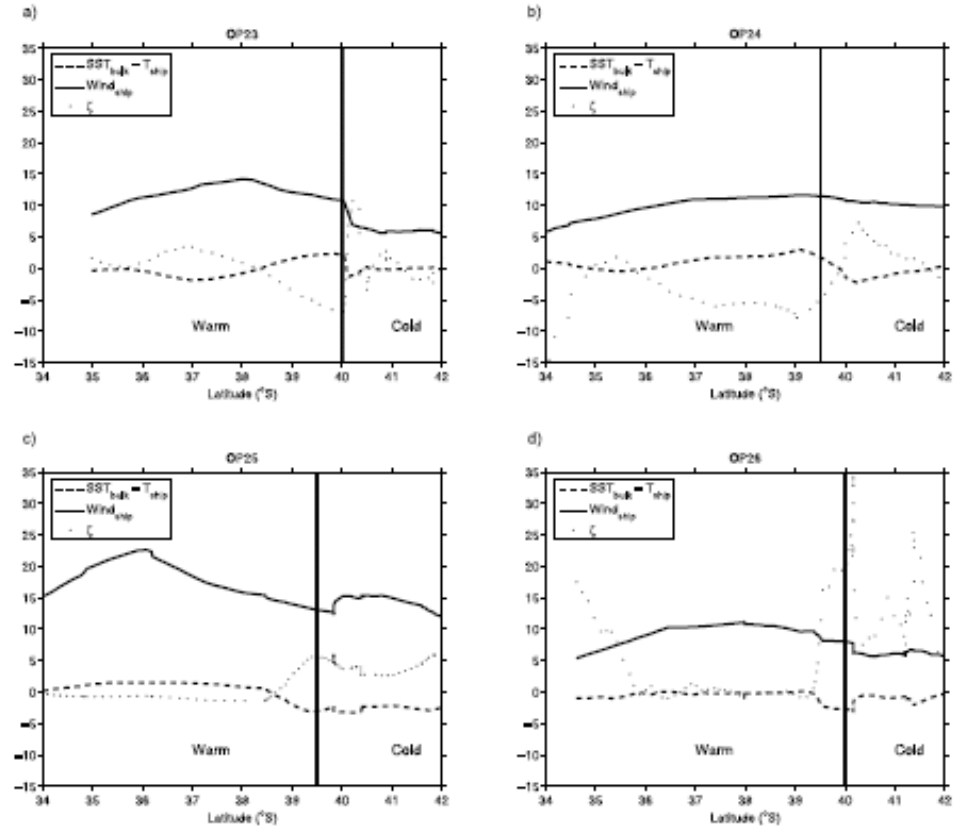 a)
OP23
35
30
25
20
15
10
5
0
−5
−10
−15
SST_bulk − T_ship
Wind_ship
ζ
Warm
Cold
34 35 36 37 38 39 40 41 42
Latitude (°S)
b)
OP24
35
30
25
20
15
10
5
0
−5
−10
−15
SST_bulk − T_ship
Wind_ship
ζ
Warm
Cold
34 35 36 37 38 39 40 41 42
Latitude (°S)
c)
OP25
35
30
25
20
15
10
5
0
−5
−10
−15
SST_bulk − T_ship
Wind_ship
ζ
Warm
Cold
34 35 36 37 38 39 40 41 42
Latitude (°S)
d)
OP26
35
30
25
20
15
10
5
0
−5
−10
−15
SST_bulk − T_ship
Wind_ship
ζ
Warm
Cold
34 35 36 37 38 39 40 41 42
Latitude (°S)